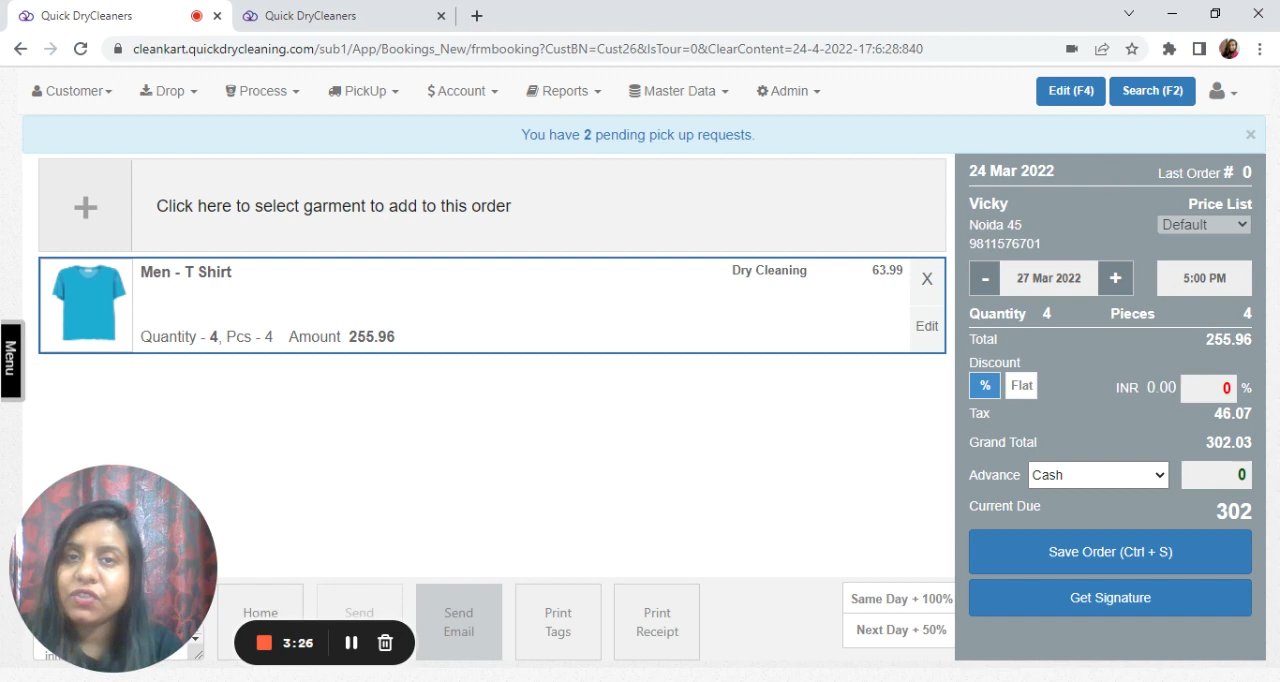 Quick DryCleaners
Quick DryCleaners
cleankart.quickdrycleaning.com/sub1/App/Bookings_New/frmbooking?CustBN=Cust26&IsTour=0&ClearContent=24-4-2022-17:6:28:840
Customer Drop Process PickUp $ Account Reports Master Data Admin Edit (F4) Search (F2)
You have 2 pending pick up requests. ×
+ Click here to select garment to add to this order
Men - T Shirt Dry Cleaning 63.99 X
Quantity - 4, Pcs - 4 Amount 255.96 Edit
Menu
24 Mar 2022 Last Order # 0
Vicky Price List
Noida 45 Default
9811576701
- 27 Mar 2022 + 5:00 PM
Quantity 4 Pieces 4
Total 255.96
Discount
% Flat INR 0.00 0 %
Tax 46.07
Grand Total 302.03
Advance Cash 0
Current Due 302
Save Order (Ctrl + S)
Get Signature
Home
Send
Send Email
Print Tags
Print Receipt
Same Day + 100%
Next Day + 50%
3:26